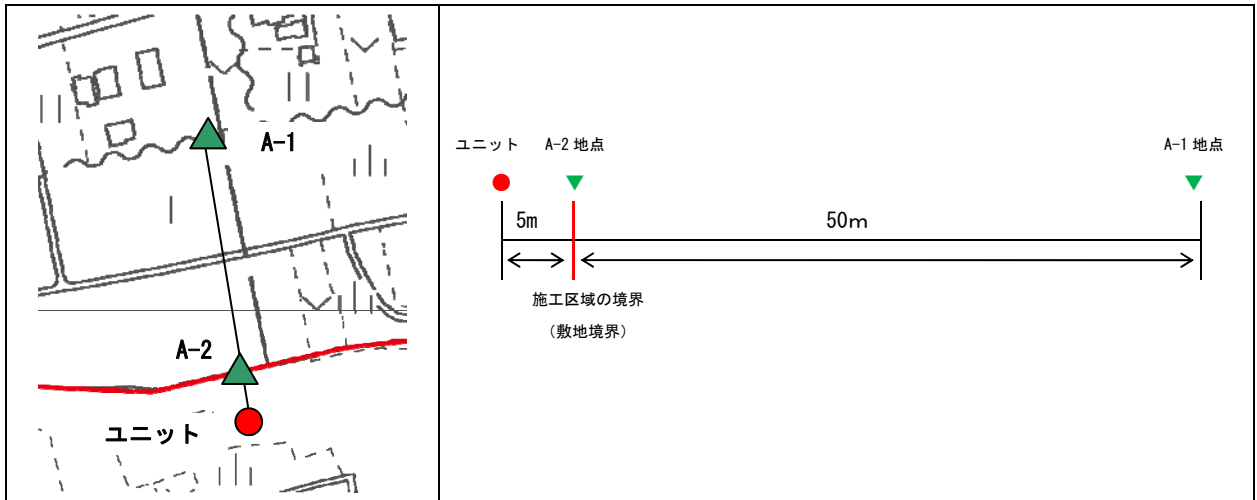 A-1
A-2
ユニット
ユニット A-2 地点 A-1 地点
5m 50m
施工区域の境界
（敷地境界）